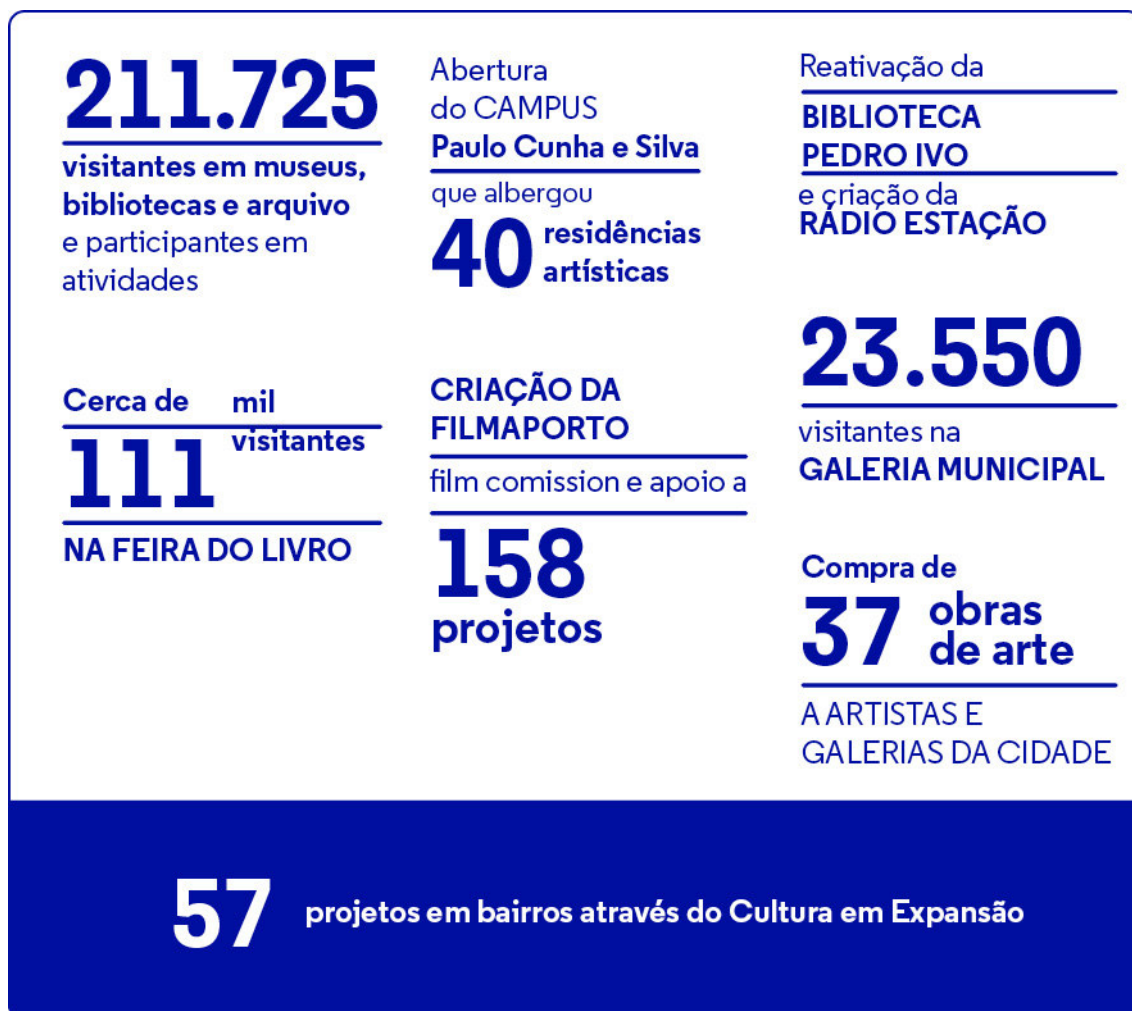 211.725
visitantes em museus,
bibliotecas e arquivo
e participantes em
atividades
Cerca de
111
mil
visitantes
NA FEIRA DO LIVRO
Abertura
do CAMPUS
Paulo Cunha e Silva
que albergou
40 residências
artísticas
CRIAÇÃO DA
FILMAPORTO
film comission e apoio a
158
projetos
Reativação da
BIBLIOTECA
PEDRO IVO
e criação da
RÁDIO ESTAÇÃO
23.550
visitantes na
GALERIA MUNICIPAL
Compra de
37 obras
de arte
A ARTISTAS E
GALERIAS DA CIDADE
57 projetos em bairros através do Cultura em Expansão